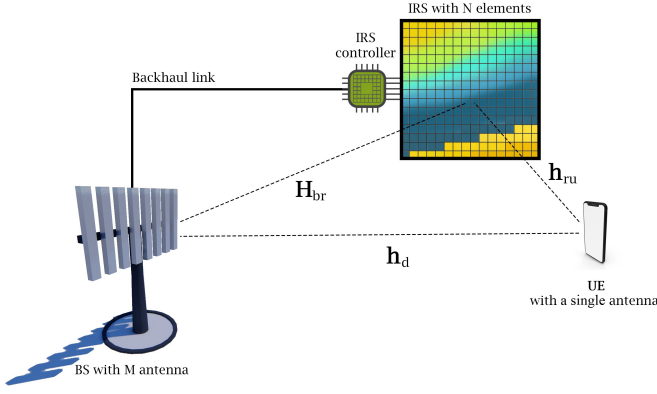 IRS with N elements
IRS
controller
Backhaul link
H_br
h_ru
h_d
UE
with a single antenna
BS with M antenna